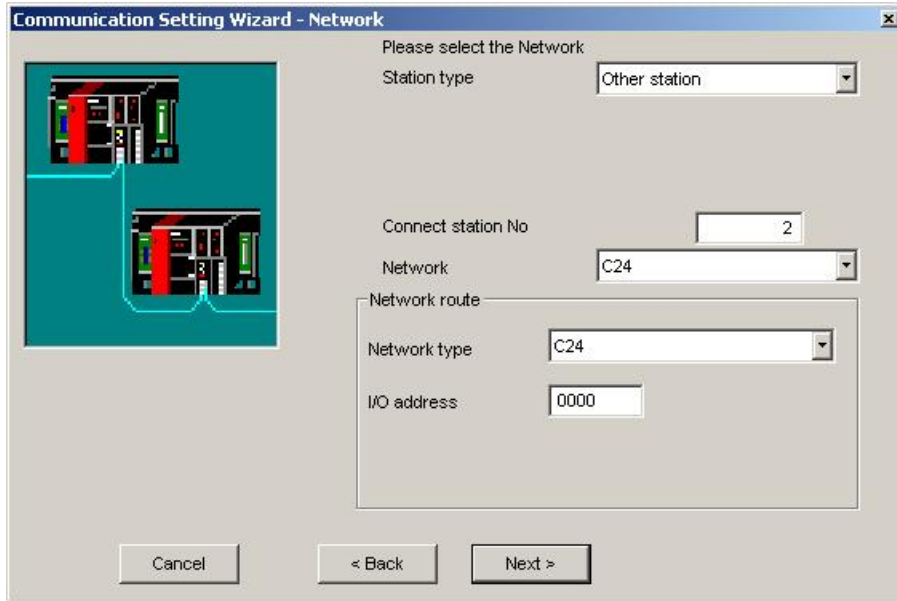 Communication Setting Wizard - Network
Please select the Network
Station type Other station
Connect station No 2
Network C24
Network route
Network type C24
I/O address 0000
Cancel < Back Next >